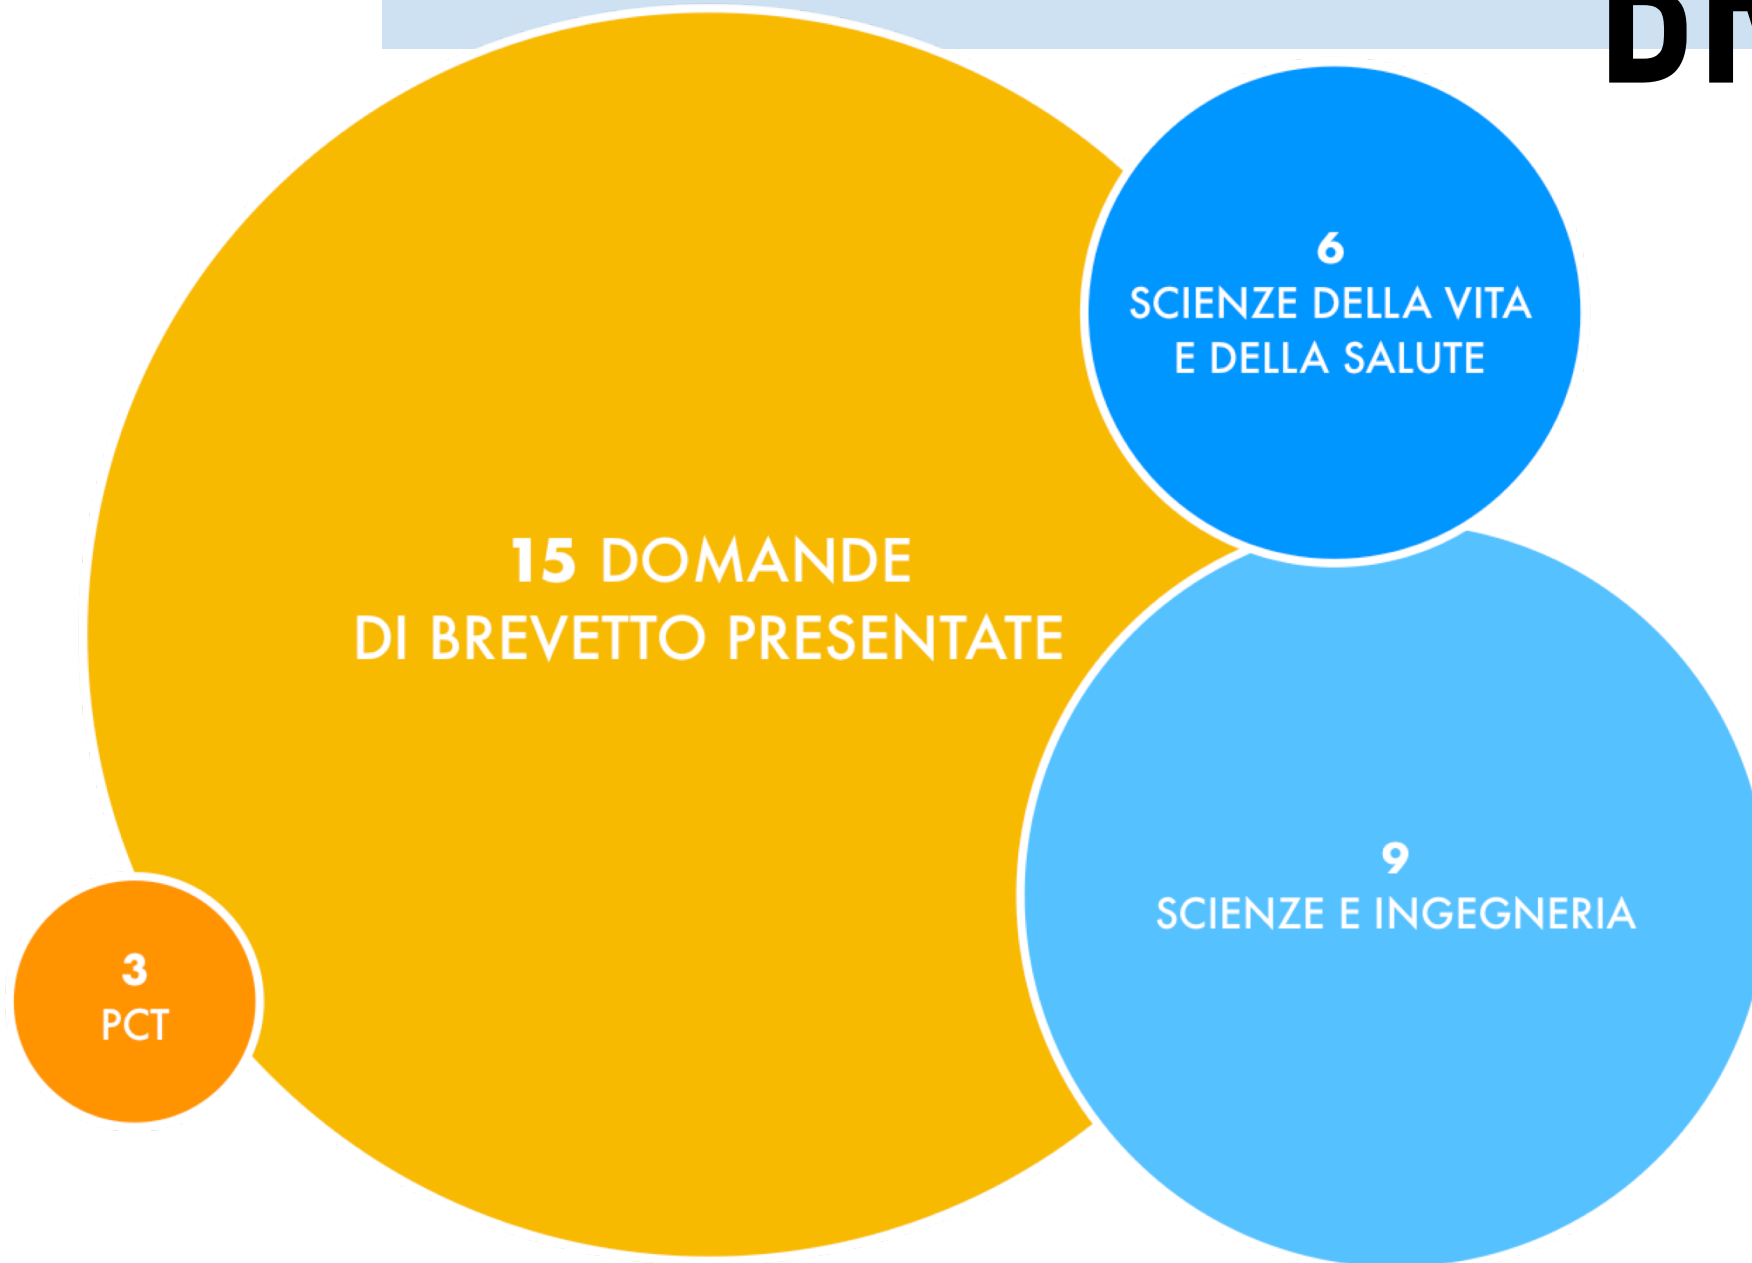 6
SCIENZE DELLA VITA
E DELLA SALUTE
15 DOMANDE
DI BREVETTO PRESENTATE
9
SCIENZE E INGEGNERIA
3
PCT